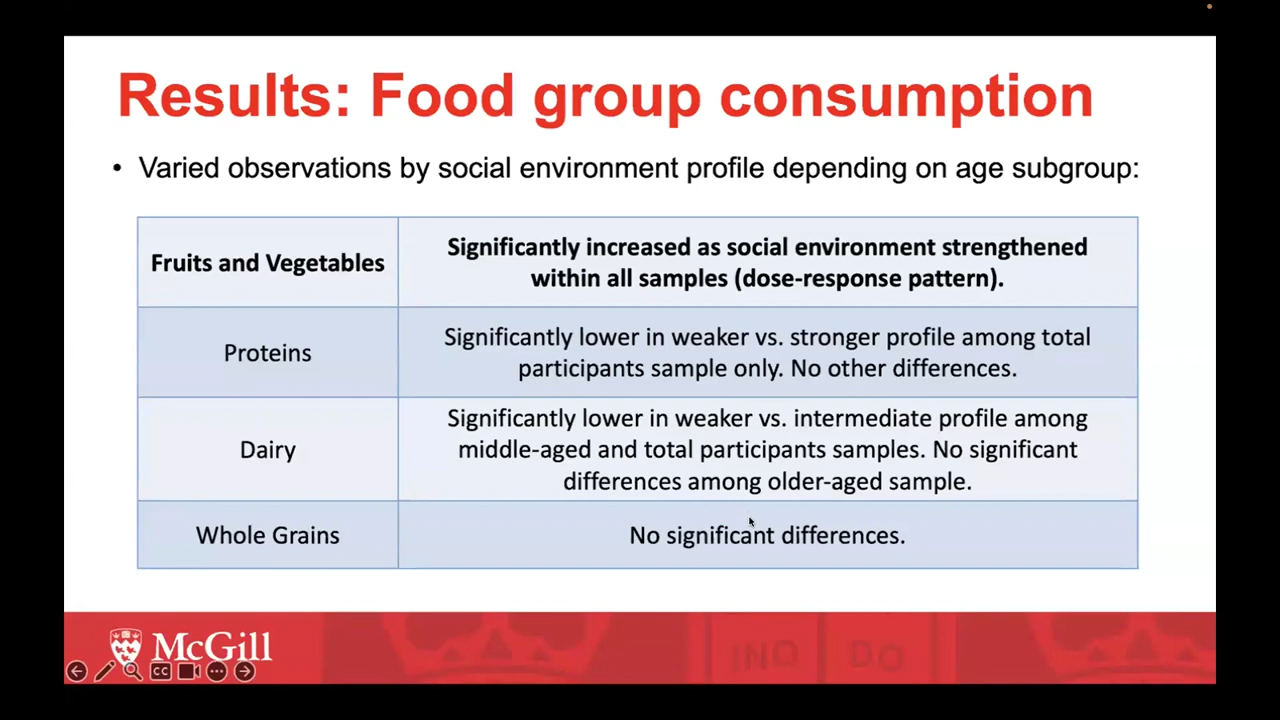 Results: Food group consumption
• Varied observations by social environment profile depending on age subgroup:
Fruits and Vegetables
Significantly increased as social environment strengthened
within all samples (dose-response pattern).
Proteins
Significantly lower in weaker vs. stronger profile among total
participants sample only. No other differences.
Dairy
Significantly lower in weaker vs. intermediate profile among
middle-aged and total participants samples. No significant
differences among older-aged sample.
Whole Grains
No significant differences.
McGill
CC
IN DO